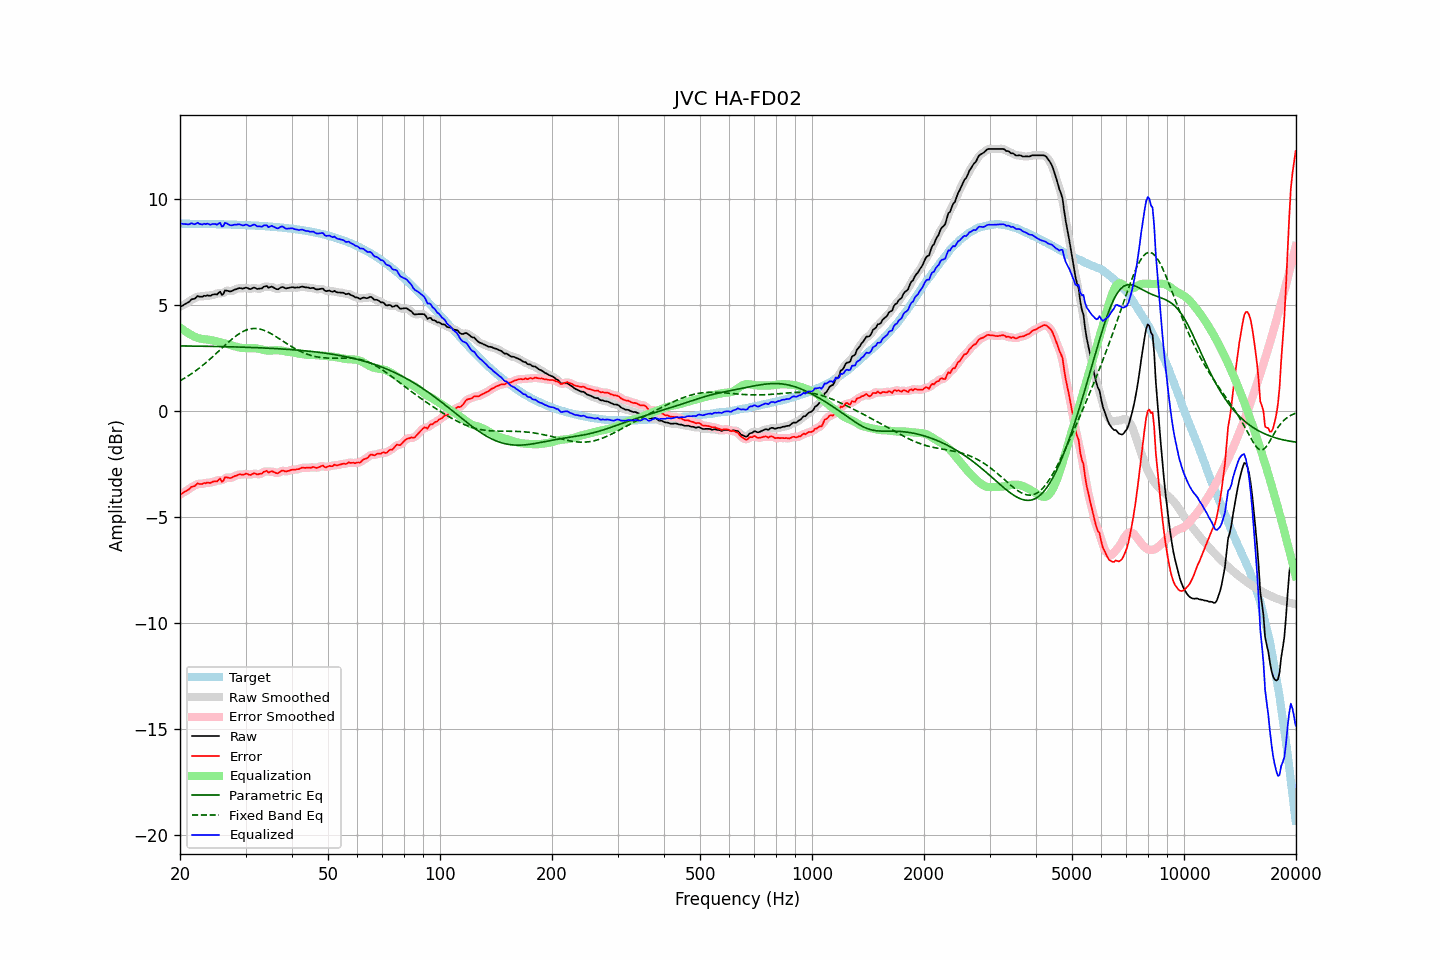 JVC HA-FD02
Amplitude (dBr)
10
5
0
−5
−10
−15
−20
Target
Raw Smoothed
Error Smoothed
Raw
Error
Equalization
Parametric Eq
Fixed Band Eq
Equalized
20
50
100
200
500
1000
2000
5000
10000
20000
Frequency (Hz)